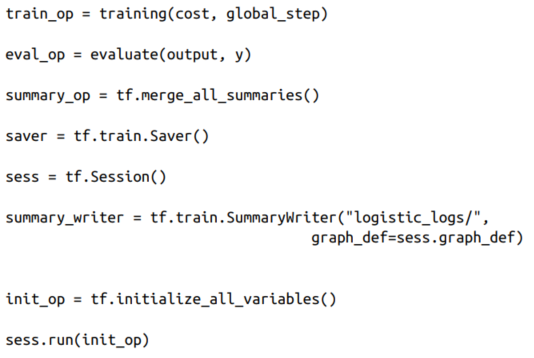 train_op = training(cost, global_step)
eval_op = evaluate(output, y)
summary_op = tf.merge_all_summaries()
saver = tf.train.Saver()
sess = tf.Session()
summary_writer = tf.train.SummaryWriter("logistic_logs/",
graph_def=sess.graph_def)
init_op = tf.initialize_all_variables()
sess.run(init_op)